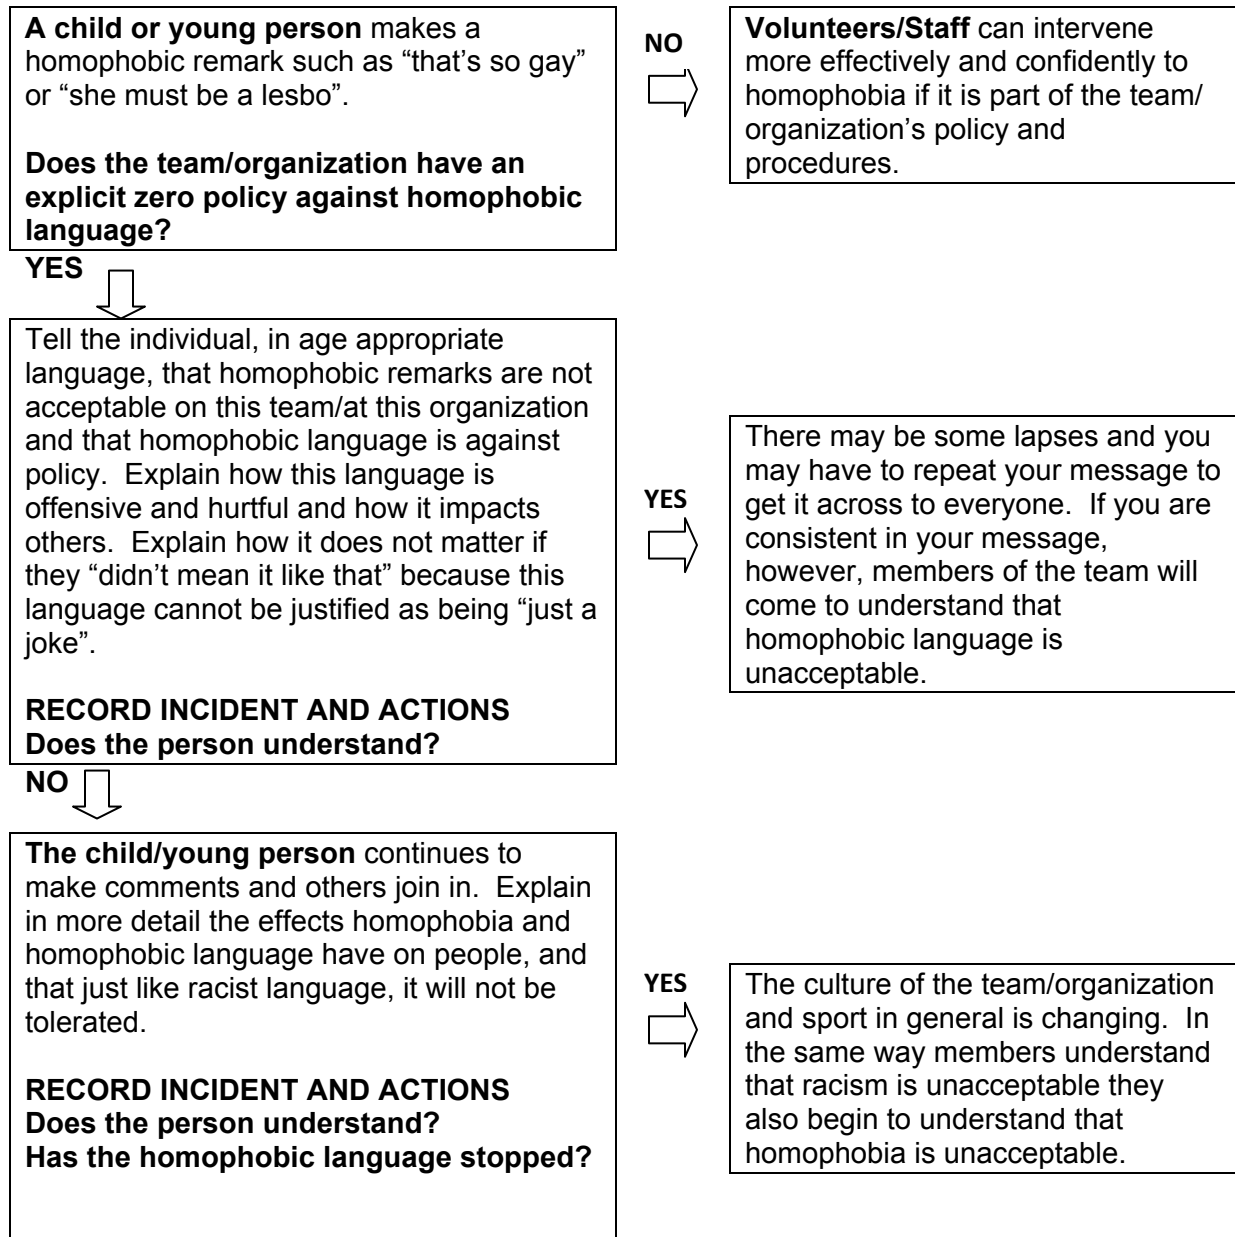 A child or young person makes a
homophobic remark such as “that’s so gay”
or “she must be a lesbo”.
Does the team/organization have an
explicit zero policy against homophobic
language?
NO
Volunteers/Staff can intervene
more effectively and confidently to
homophobia if it is part of the team/
organization’s policy and
procedures.
YES
Tell the individual, in age appropriate
language, that homophobic remarks are not
acceptable on this team/at this organization
and that homophobic language is against
policy.  Explain how this language is
offensive and hurtful and how it impacts
others.  Explain how it does not matter if
they “didn’t mean it like that” because this
language cannot be justified as being “just a
joke”.
RECORD INCIDENT AND ACTIONS
Does the person understand?
YES
There may be some lapses and you
may have to repeat your message to
get it across to everyone.  If you are
consistent in your message,
however, members of the team will
come to understand that
homophobic language is
unacceptable.
NO
The child/young person continues to
make comments and others join in.  Explain
in more detail the effects homophobia and
homophobic language have on people, and
that just like racist language, it will not be
tolerated.
RECORD INCIDENT AND ACTIONS
Does the person understand?
Has the homophobic language stopped?
YES
The culture of the team/organization
and sport in general is changing.  In
the same way members understand
that racism is unacceptable they
also begin to understand that
homophobia is unacceptable.